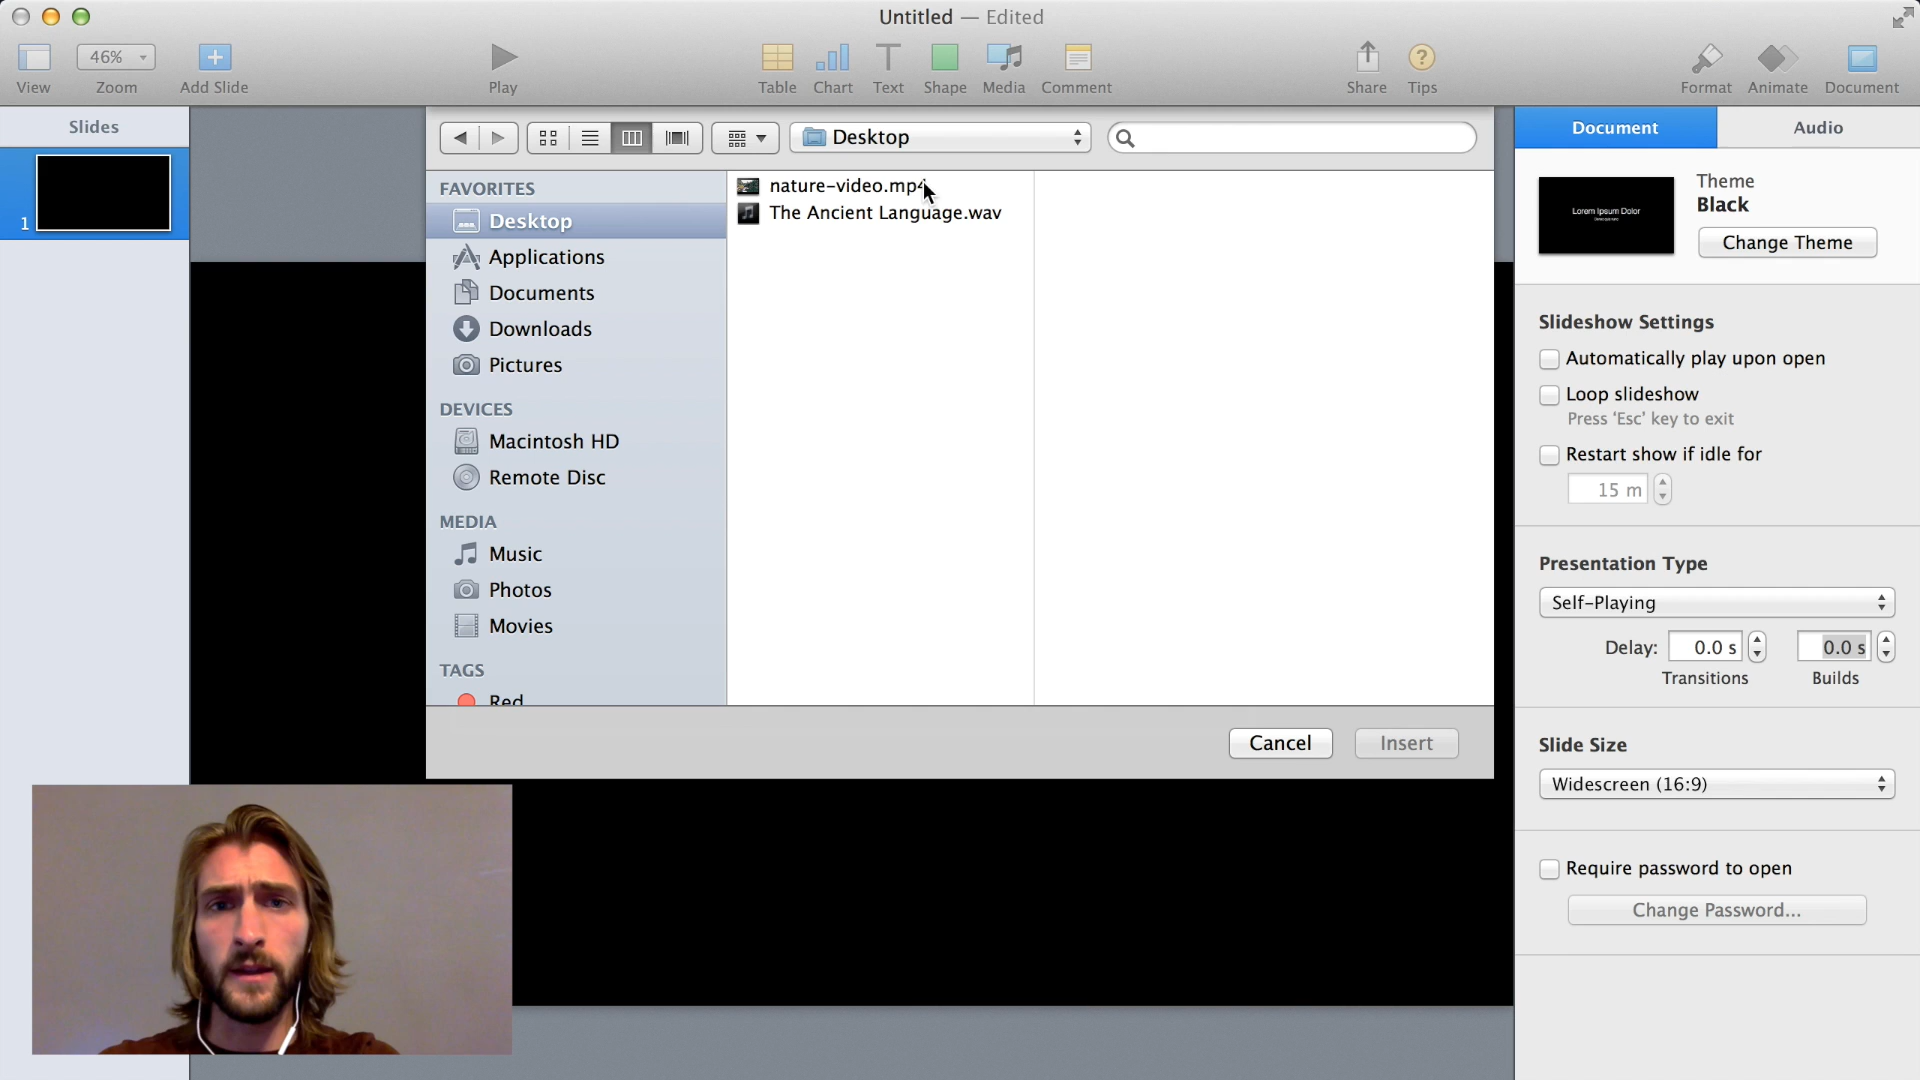 Untitled — Edited
46%
View
Zoom
Add Slide
Play
Table
Chart
Text
Shape
Media
Comment
Share
Tips
Format
Animate
Document
Slides
1
Desktop
FAVORITES
Desktop
Applications
Documents
Downloads
Pictures
DEVICES
Macintosh HD
Remote Disc
MEDIA
Music
Photos
Movies
TAGS
Red
nature-video.mp4
The Ancient Language.wav
Cancel
Insert
Document
Audio
Lorem Ipsum Dolor
Theme
Black
Change Theme
Slideshow Settings
Automatically play upon open
Loop slideshow
Press 'Esc' key to exit
Restart show if idle for
15 m
Presentation Type
Self-Playing
Delay: 0.0 s 0.0 s
Transitions Builds
Slide Size
Widescreen (16:9)
Require password to open
Change Password...